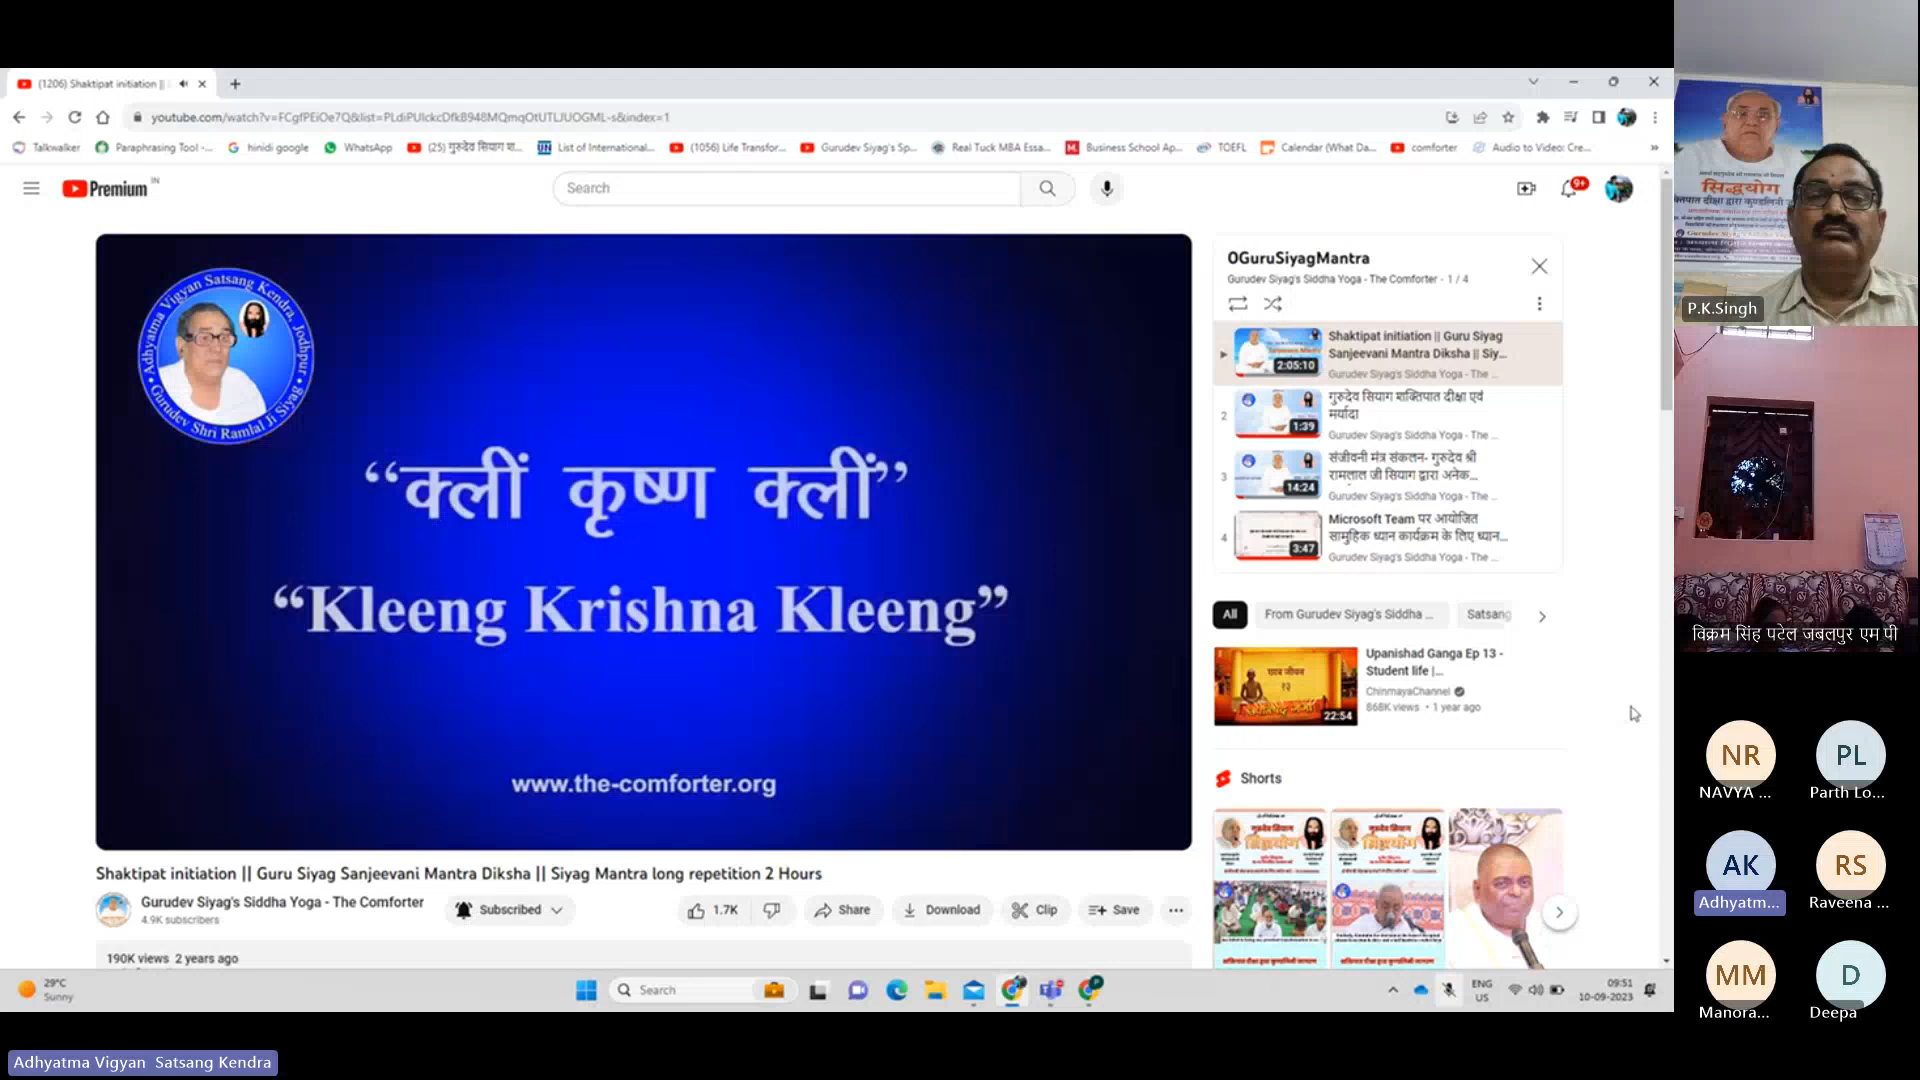 (1206) Shaktipat initiation ||
youtube.com/watch?v=FCgfPEiOe7Q&list=PLdiPUlckcDfkB948MQmqOtUTLJUOGML-s&index=1
Talkwalker
Paraphrasing Tool -...
hinidi google
WhatsApp
(25) गुरुदेव सियाग शा...
List of International...
(1056) Life Transfor...
Gurudev Siyag's Sp...
Real Tuck MBA Essa...
Business School Ap...
TOEFL
Calendar (What Da...
comforter
Audio to Video: Cre...
Premium IN
Search
9+
Adhyatma Vigyan Satsang Kendra, Jodhpur
Gurudev Shri Ramlal Ji Siyag
“क्लीं कृष्ण क्लीं”
“Kleeng Krishna Kleeng”
www.the-comforter.org
Shaktipat initiation || Guru Siyag Sanjeevani Mantra Diksha || Siyag Mantra long repetition 2 Hours
Gurudev Siyag's Siddha Yoga - The Comforter
4.9K subscribers
Subscribed
1.7K
Share
Download
Clip
Save
190K views 2 years ago
0GuruSiyagMantra
Gurudev Siyag's Siddha Yoga - The Comforter - 1 / 4
2:05:10
Shaktipat initiation || Guru Siyag
Sanjeevani Mantra Diksha || Siy...
Gurudev Siyag's Siddha Yoga - The ...
2
1:39
गुरुदेव सियाग शक्तिपात दीक्षा एवं
मर्यादा
Gurudev Siyag's Siddha Yoga - The ...
3
14:24
संजीवनी मंत्र संकलन- गुरुदेव श्री
रामलाल जी सियाग द्वारा अनेक...
Gurudev Siyag's Siddha Yoga - The ...
4
3:47
Microsoft Team पर आयोजित
सामुहिक ध्यान कार्यक्रम के लिए ध्यान...
Gurudev Siyag's Siddha Yoga - The ...
All
From Gurudev Siyag's Siddha ...
Satsang
22:54
Upanishad Ganga Ep 13 -
Student life |...
ChinmayaChannel
868K views • 1 year ago
Shorts
गुरुदेव सियाग
सिद्धयोग
गुरुदेव सियाग
सिद्धयोग
29°C
Sunny
Search
ENG
US
09:51
10-09-2023
सिद्धयोग
P.K.Singh
विक्रम सिंह पटेल जबलपुर एम पी
NR
NAVYA ...
PL
Parth Lo...
AK
Adhyatm...
RS
Raveena ...
MM
Manora...
D
Deepa
Adhyatma Vigyan Satsang Kendra